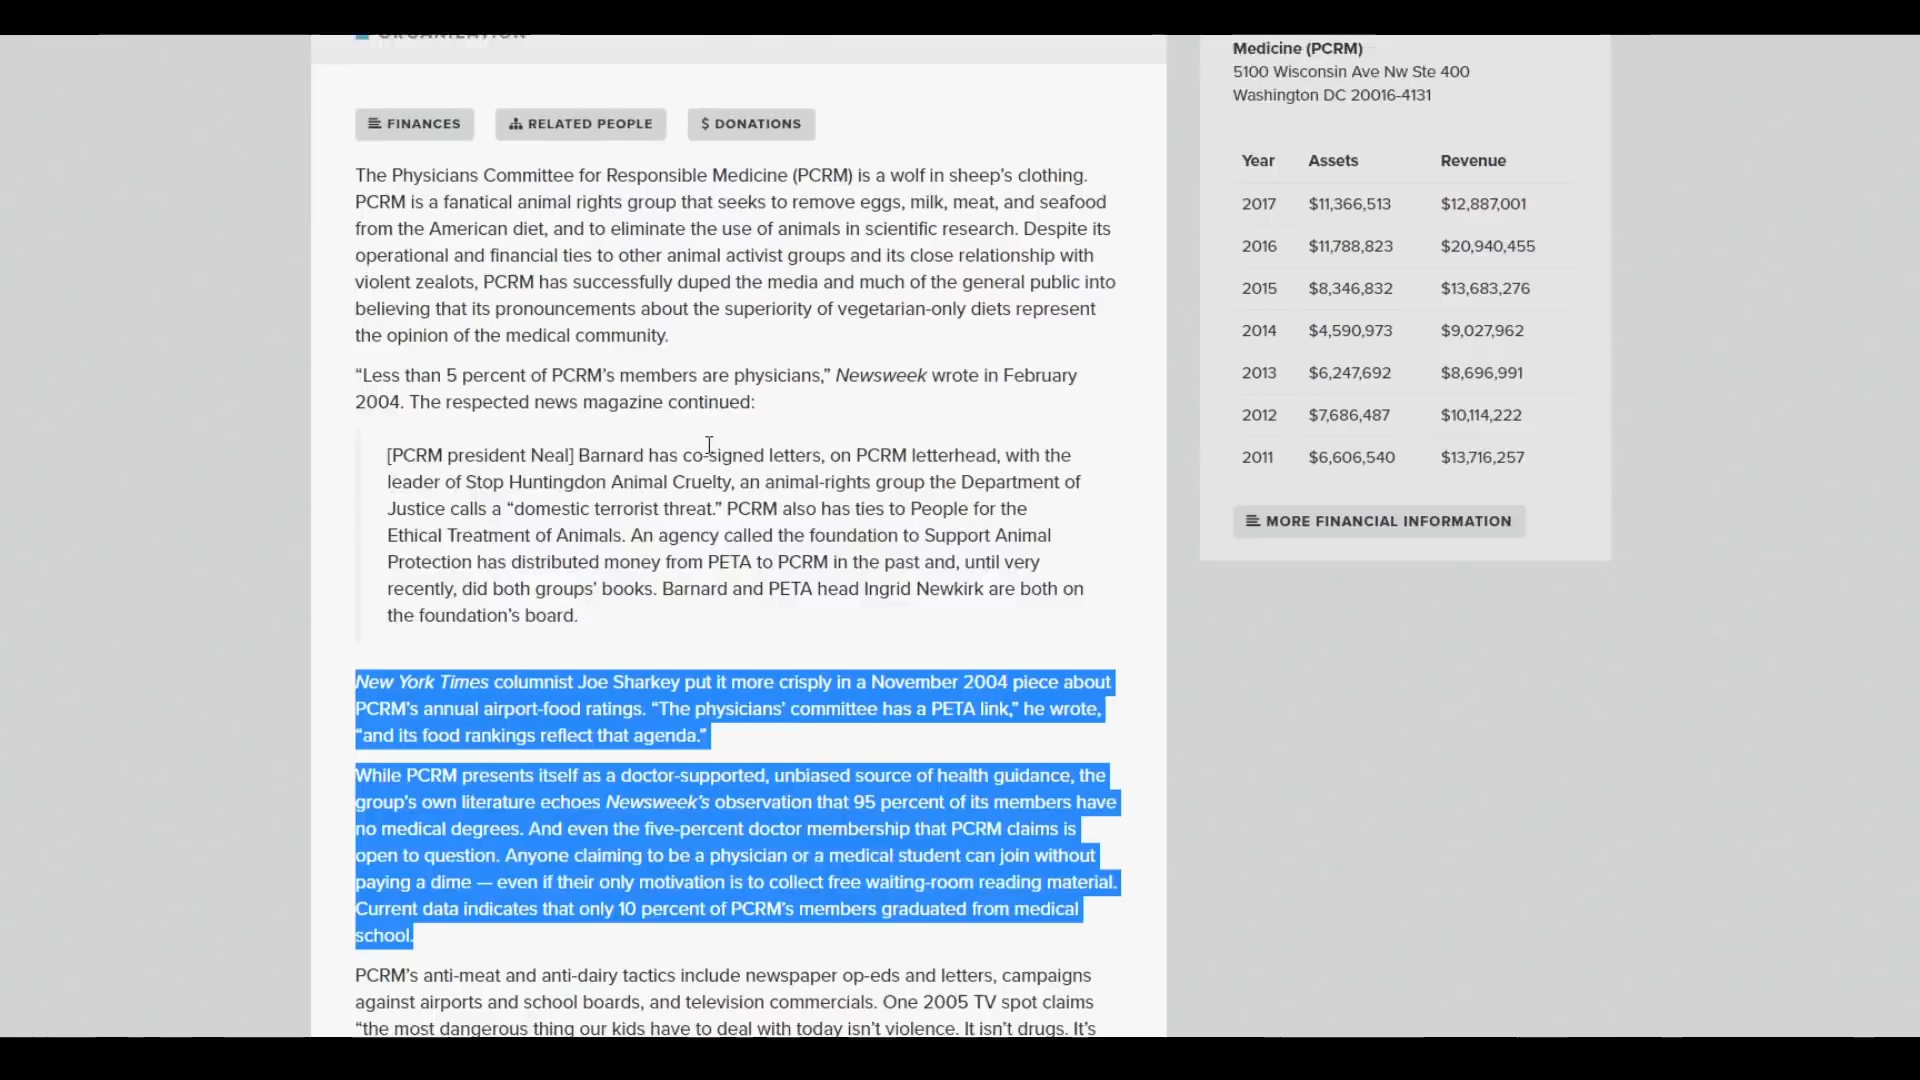 ORGANIZATION
FINANCES
RELATED PEOPLE
$ DONATIONS
The Physicians Committee for Responsible Medicine (PCRM) is a wolf in sheep’s clothing.
PCRM is a fanatical animal rights group that seeks to remove eggs, milk, meat, and seafood
from the American diet, and to eliminate the use of animals in scientific research. Despite its
operational and financial ties to other animal activist groups and its close relationship with
violent zealots, PCRM has successfully duped the media and much of the general public into
believing that its pronouncements about the superiority of vegetarian-only diets represent
the opinion of the medical community.
“Less than 5 percent of PCRM’s members are physicians,” Newsweek wrote in February
2004. The respected news magazine continued:
[PCRM president Neal] Barnard has co-signed letters, on PCRM letterhead, with the
leader of Stop Huntingdon Animal Cruelty, an animal-rights group the Department of
Justice calls a “domestic terrorist threat.” PCRM also has ties to People for the
Ethical Treatment of Animals. An agency called the foundation to Support Animal
Protection has distributed money from PETA to PCRM in the past and, until very
recently, did both groups’ books. Barnard and PETA head Ingrid Newkirk are both on
the foundation’s board.
New York Times columnist Joe Sharkey put it more crisply in a November 2004 piece about
PCRM’s annual airport-food ratings. “The physicians’ committee has a PETA link,” he wrote,
“and its food rankings reflect that agenda.”
While PCRM presents itself as a doctor-supported, unbiased source of health guidance, the
group’s own literature echoes Newsweek’s observation that 95 percent of its members have
no medical degrees. And even the five-percent doctor membership that PCRM claims is
open to question. Anyone claiming to be a physician or a medical student can join without
paying a dime — even if their only motivation is to collect free waiting-room reading material.
Current data indicates that only 10 percent of PCRM’s members graduated from medical
school.
PCRM’s anti-meat and anti-dairy tactics include newspaper op-eds and letters, campaigns
against airports and school boards, and television commercials. One 2005 TV spot claims
“the most dangerous thing our kids have to deal with today isn’t violence. It isn’t drugs. It’s
Medicine (PCRM)
5100 Wisconsin Ave Nw Ste 400
Washington DC 20016-4131
Year Assets Revenue
2017 $11,366,513 $12,887,001
2016 $11,788,823 $20,940,455
2015 $8,346,832 $13,683,276
2014 $4,590,973 $9,027,962
2013 $6,247,692 $8,696,991
2012 $7,686,487 $10,114,222
2011 $6,606,540 $13,716,257
MORE FINANCIAL INFORMATION